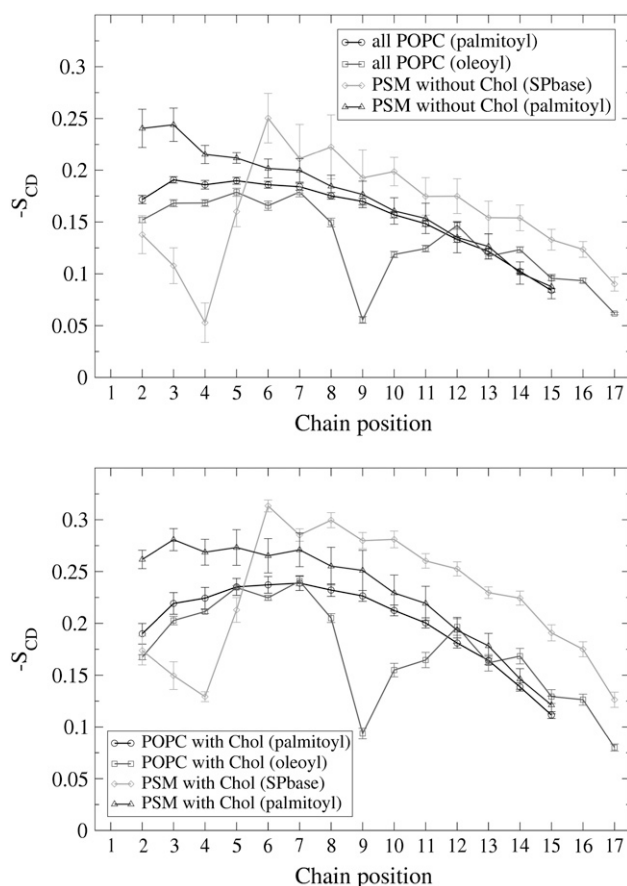 all POPC (palmitoyl)
all POPC (oleoyl)
PSM without Chol (SPbase)
PSM without Chol (palmitoyl)
0.3
0.25
0.2
0.15
0.1
0.05
0
-S_CD
1 2 3 4 5 6 7 8 9 10 11 12 13 14 15 16 17
Chain position
0.3
0.25
0.2
0.15
0.1
0.05
0
-S_CD
POPC with Chol (palmitoyl)
POPC with Chol (oleoyl)
PSM with Chol (SPbase)
PSM with Chol (palmitoyl)
1 2 3 4 5 6 7 8 9 10 11 12 13 14 15 16 17
Chain position